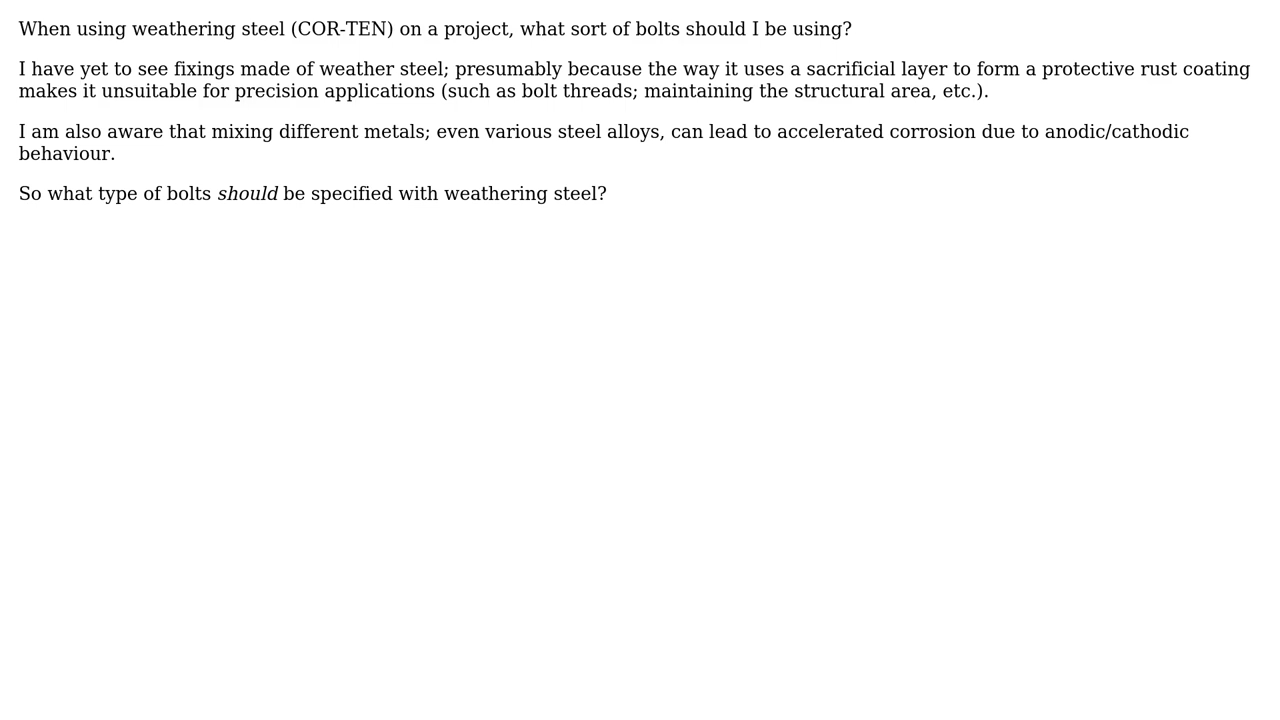 When using weathering steel (COR-TEN) on a project, what sort of bolts should I be using?
I have yet to see fixings made of weather steel; presumably because the way it uses a sacrificial layer to form a protective rust coating
makes it unsuitable for precision applications (such as bolt threads; maintaining the structural area, etc.).
I am also aware that mixing different metals; even various steel alloys, can lead to accelerated corrosion due to anodic/cathodic
behaviour.
So what type of bolts should be specified with weathering steel?